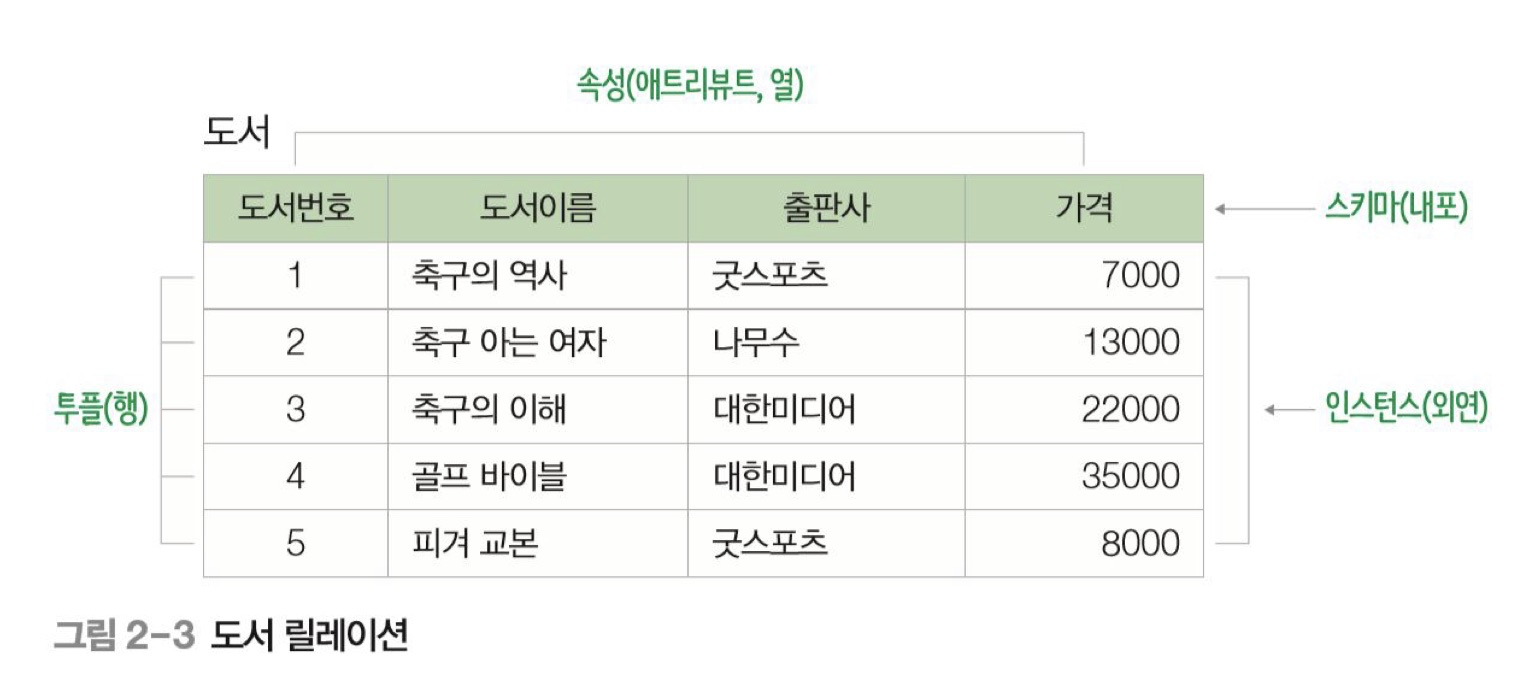 속성(애트리뷰트, 열)
도서
도서번호 도서이름 출판사 가격
스키마(내포)
1 축구의 역사 굿스포츠 7000
2 축구 아는 여자 나무수 13000
투플(행)
3 축구의 이해 대한미디어 22000
인스턴스(외연)
4 골프 바이블 대한미디어 35000
5 피겨 교본 굿스포츠 8000
그림 2-3 도서 릴레이션